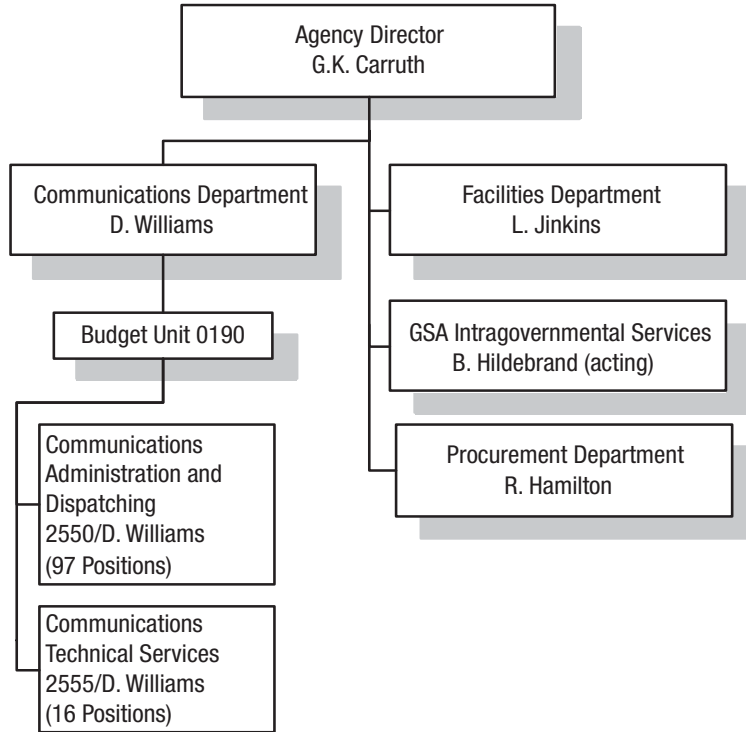 Agency Director
G.K. Carruth
Communications Department
D. Williams
Facilities Department
L. Jinkins
Budget Unit 0190
GSA Intragovernmental Services
B. Hildebrand (acting)
Communications
Administration and
Dispatching
2550/D. Williams
(97 Positions)
Procurement Department
R. Hamilton
Communications
Technical Services
2555/D. Williams
(16 Positions)